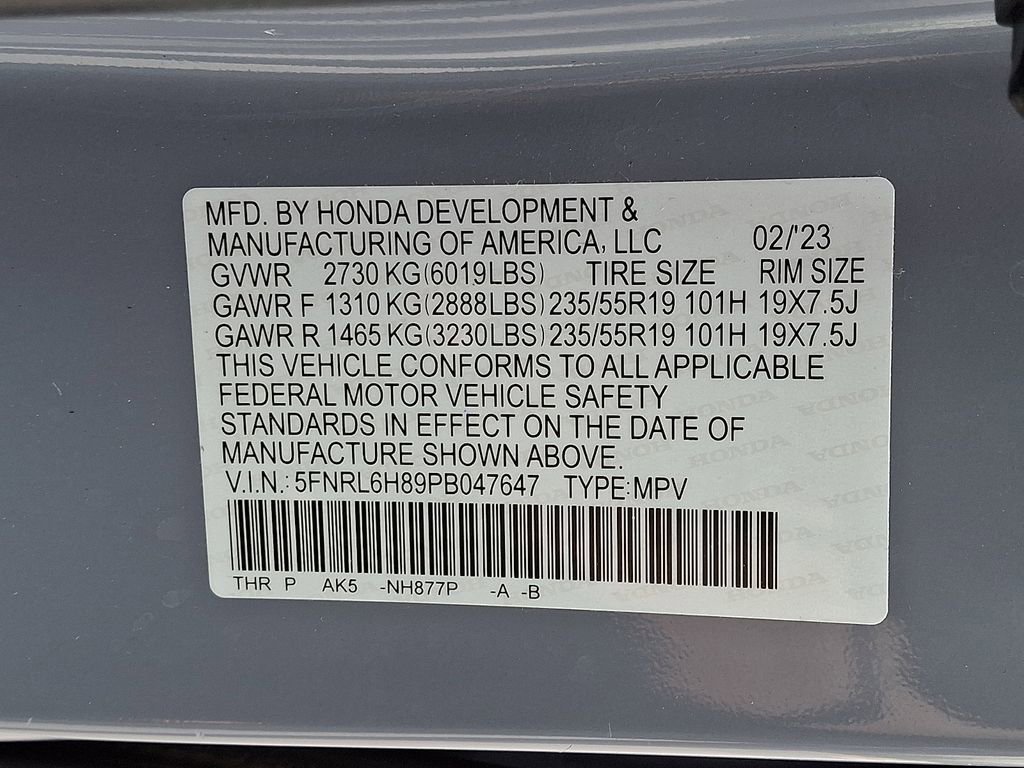 MFD. BY HONDA DEVELOPMENT &
MANUFACTURING OF AMERICA, LLC 02/'23
GVWR 2730 KG(6019LBS) TIRE SIZE RIM SIZE
GAWR F 1310 KG(2888LBS) 235/55R19 101H 19X7.5J
GAWR R 1465 KG(3230LBS) 235/55R19 101H 19X7.5J
THIS VEHICLE CONFORMS TO ALL APPLICABLE
FEDERAL MOTOR VEHICLE SAFETY
STANDARDS IN EFFECT ON THE DATE OF
MANUFACTURE SHOWN ABOVE.
V.I.N.: 5FNRL6H89PB047647 TYPE:MPV
THR P AK5 -NH877P -A -B